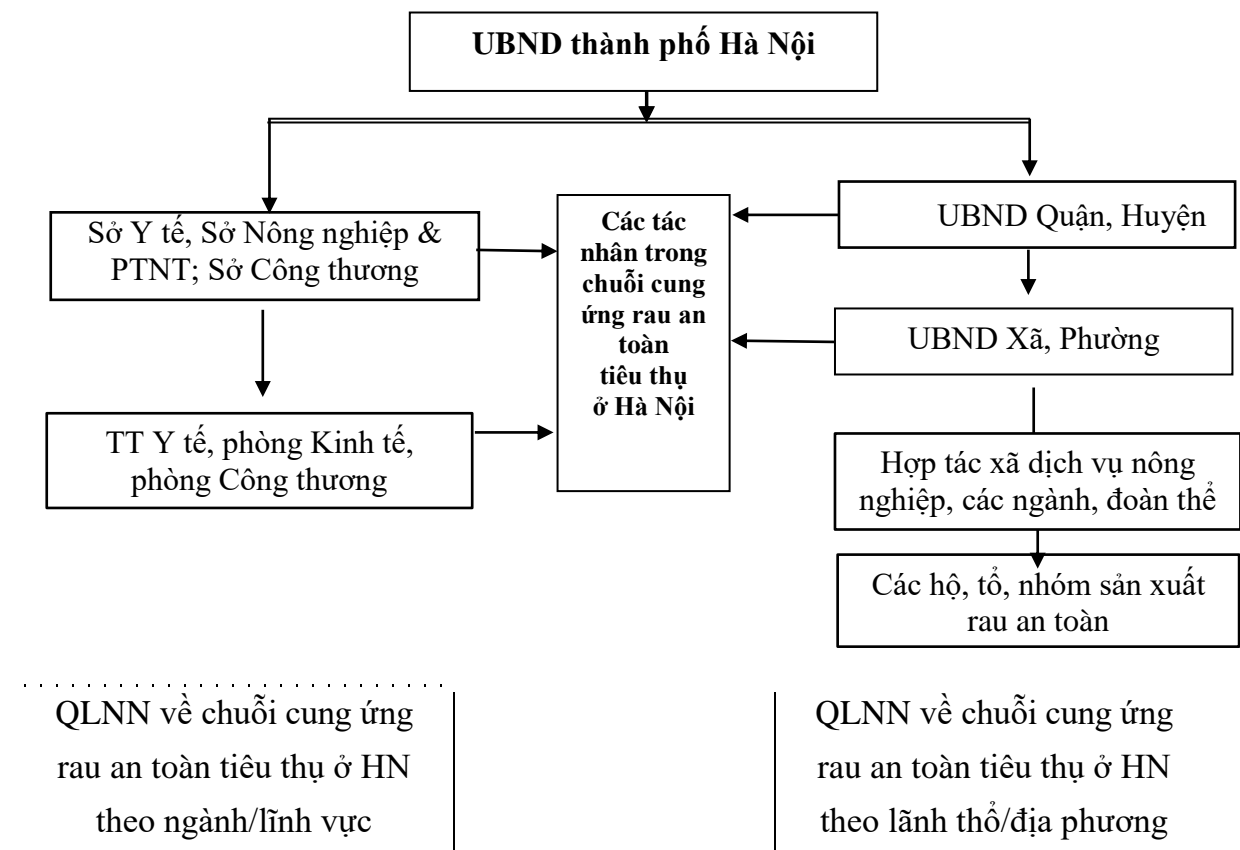 UBND thành phố Hà Nội
Sở Y tế, Sở Nông nghiệp &
PTNT; Sở Công thương
TT Y tế, phòng Kinh tế,
phòng Công thương
Các tác
nhân trong
chuỗi cung
ứng rau an
toàn
tiêu thụ
ở Hà Nội
UBND Quận, Huyện
UBND Xã, Phường
Hợp tác xã dịch vụ nông
nghiệp, các ngành, đoàn thể
Các hộ, tổ, nhóm sản xuất
rau an toàn
QLNN về chuỗi cung ứng
rau an toàn tiêu thụ ở HN
theo ngành/lĩnh vực
QLNN về chuỗi cung ứng
rau an toàn tiêu thụ ở HN
theo lãnh thổ/địa phương